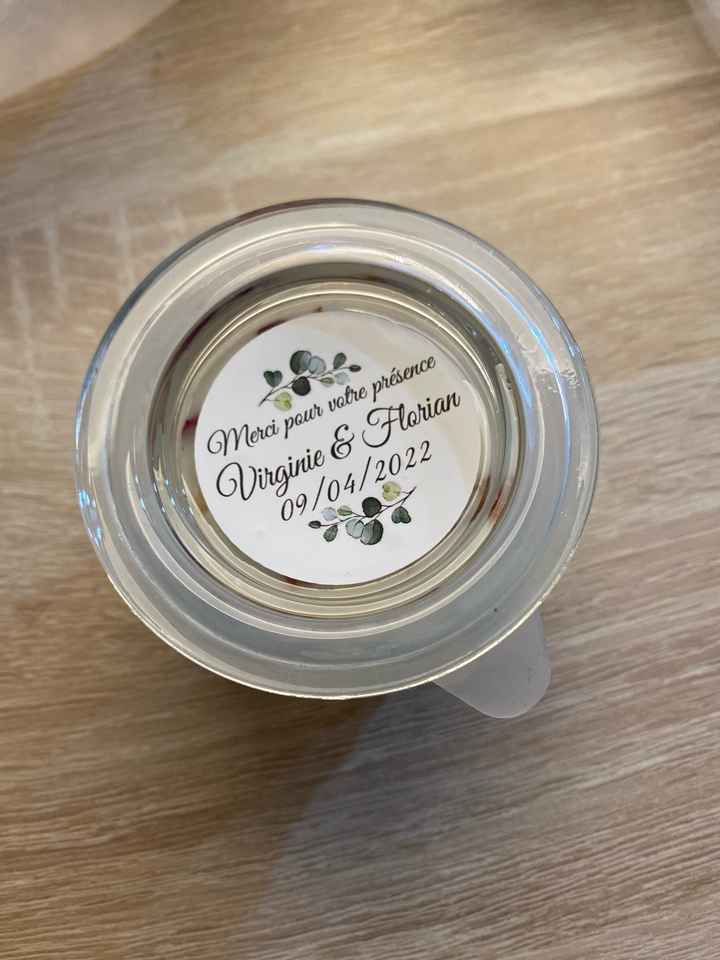 Merci pour votre présence
Virginie & Florian
09/04/2022